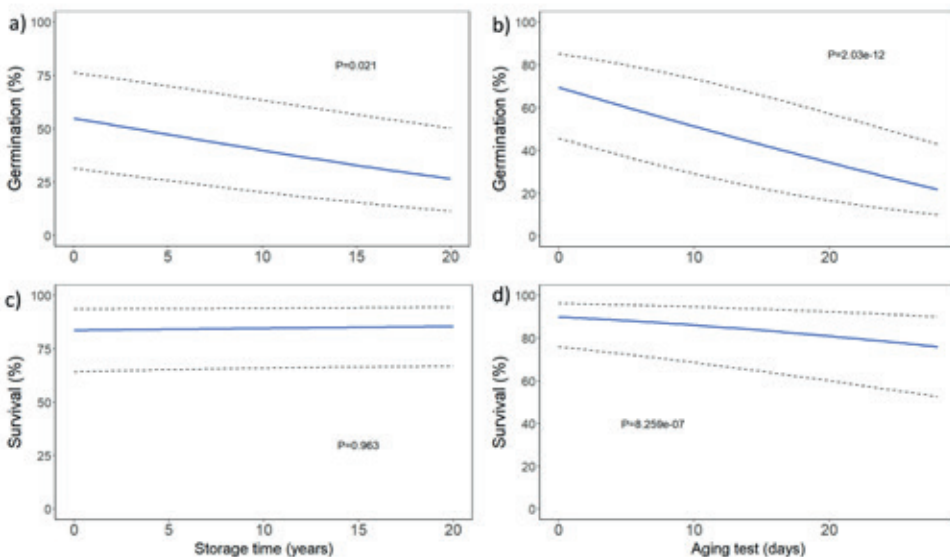 a)
100
75
50
25
0
Germination (%)
P=0.021
0 5 10 15 20
b)
100
80
60
40
20
0
Germination (%)
P=2.03e-12
0 10 20
c)
100
75
50
25
0
Survival (%)
P=0.963
0 5 10 15 20
Storage time (years)
d)
100
80
60
40
20
0
Survival (%)
P=8.259e-07
0 10 20
Aging test (days)